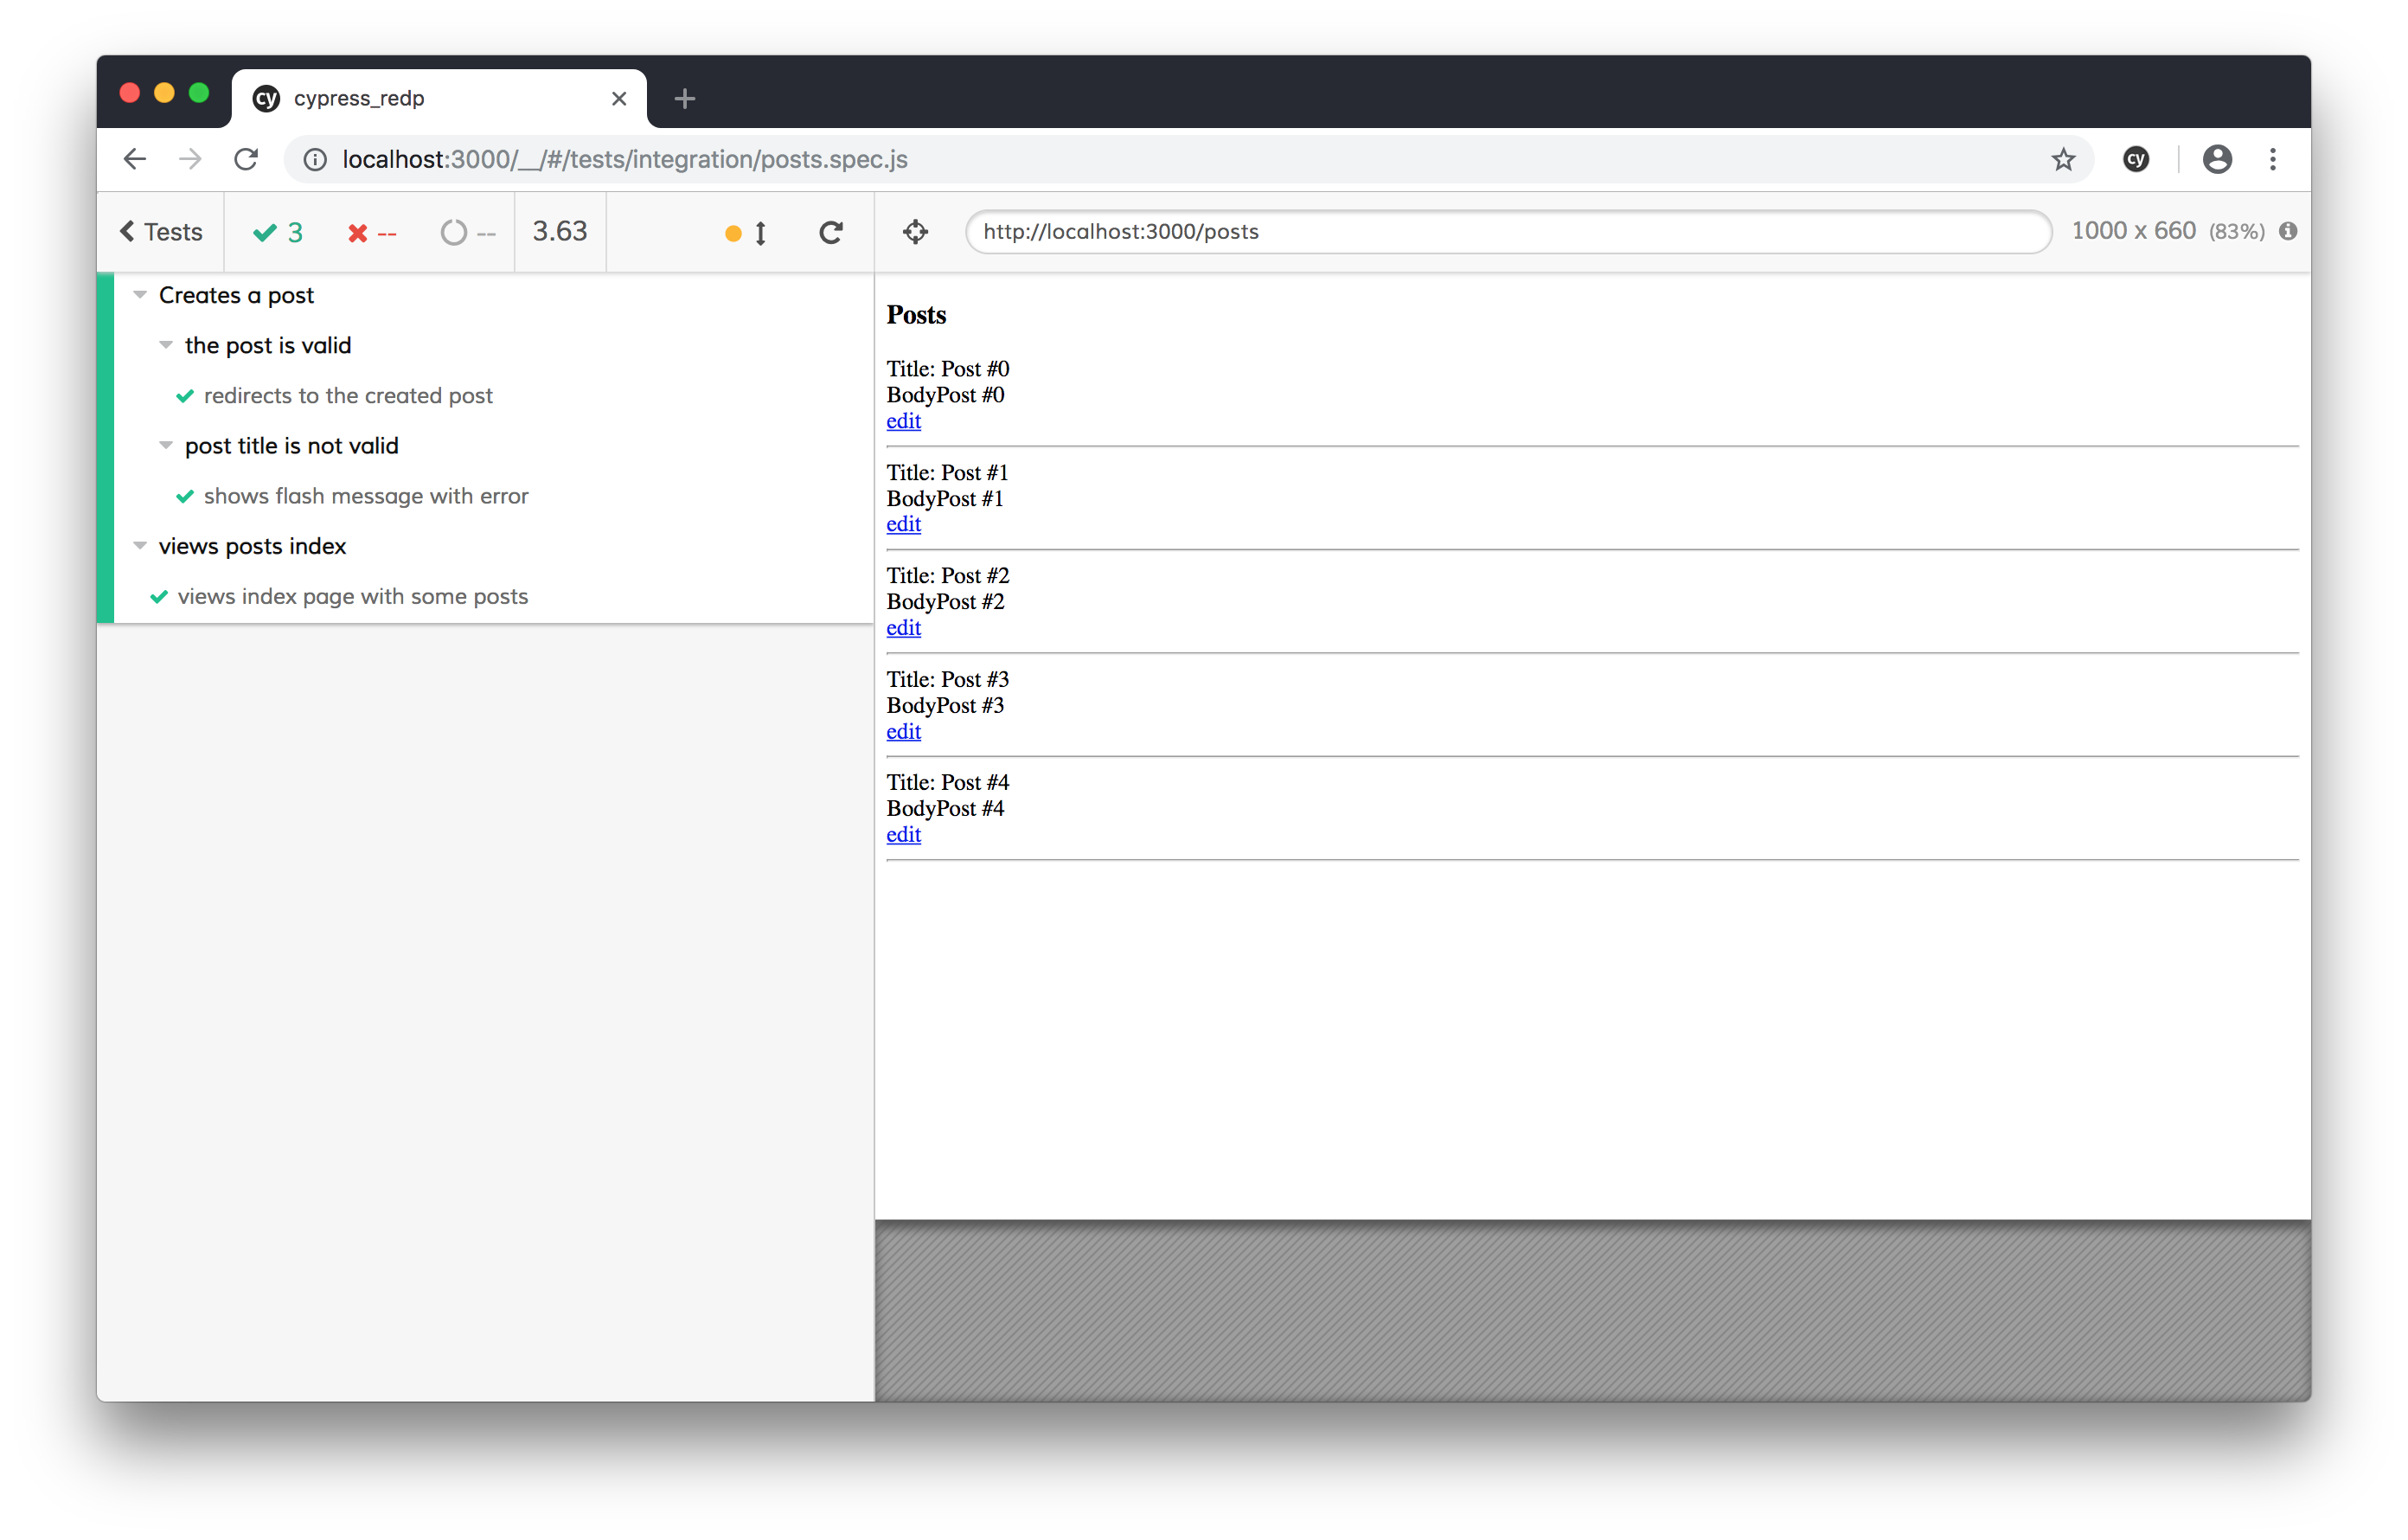 cy cypress_redp
localhost:3000/__/#/tests/integration/posts.spec.js
cy
Tests 3 -- -- 3.63
http://localhost:3000/posts
1000 x 660 (83%)
Creates a post
the post is valid
redirects to the created post
post title is not valid
shows flash message with error
views posts index
views index page with some posts
Posts
Title: Post #0
BodyPost #0
edit
Title: Post #1
BodyPost #1
edit
Title: Post #2
BodyPost #2
edit
Title: Post #3
BodyPost #3
edit
Title: Post #4
BodyPost #4
edit